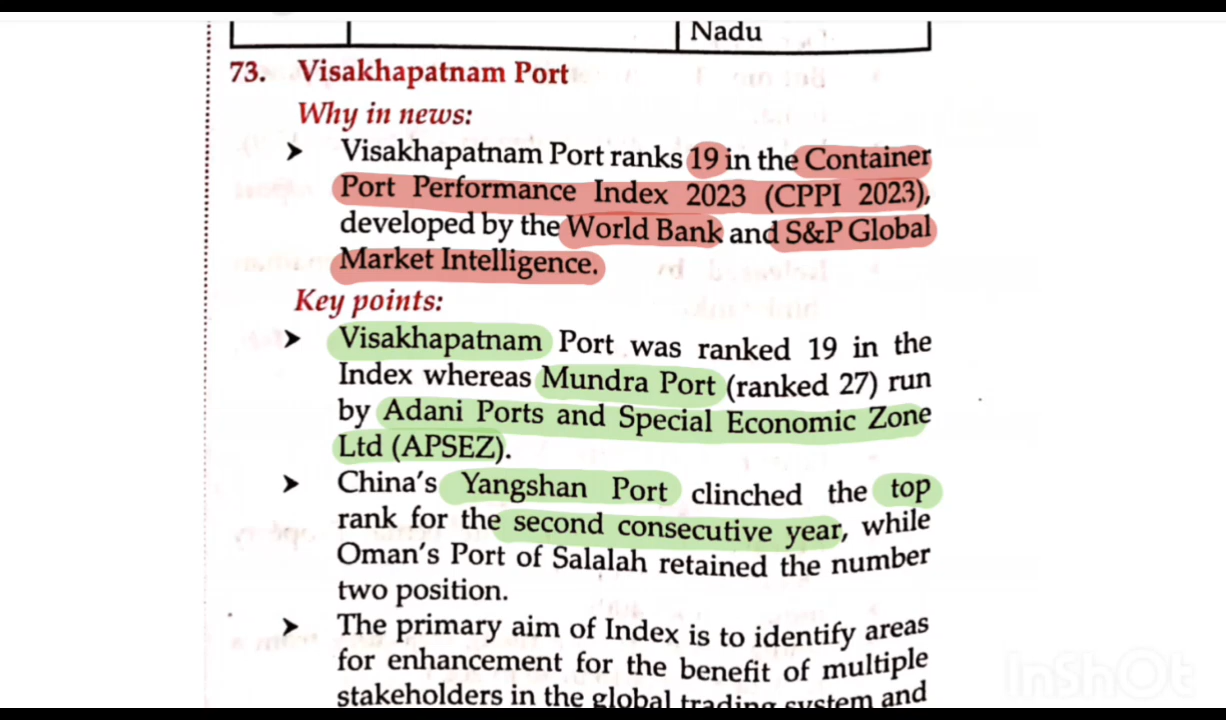 Nadu
73. Visakhapatnam Port
Why in news:
➤ Visakhapatnam Port ranks 19 in the Container
Port Performance Index 2023 (CPPI 2023),
developed by the World Bank and S&P Global
Market Intelligence.
Key points:
➤ Visakhapatnam Port was ranked 19 in the
Index whereas Mundra Port (ranked 27) run
by Adani Ports and Special Economic Zone
Ltd (APSEZ).
➤ China's Yangshan Port clinched the top
rank for the second consecutive year, while
Oman's Port of Salalah retained the number
two position.
➤ The primary aim of Index is to identify areas
for enhancement for the benefit of multiple
stakeholders in the global trading system and
InShOt